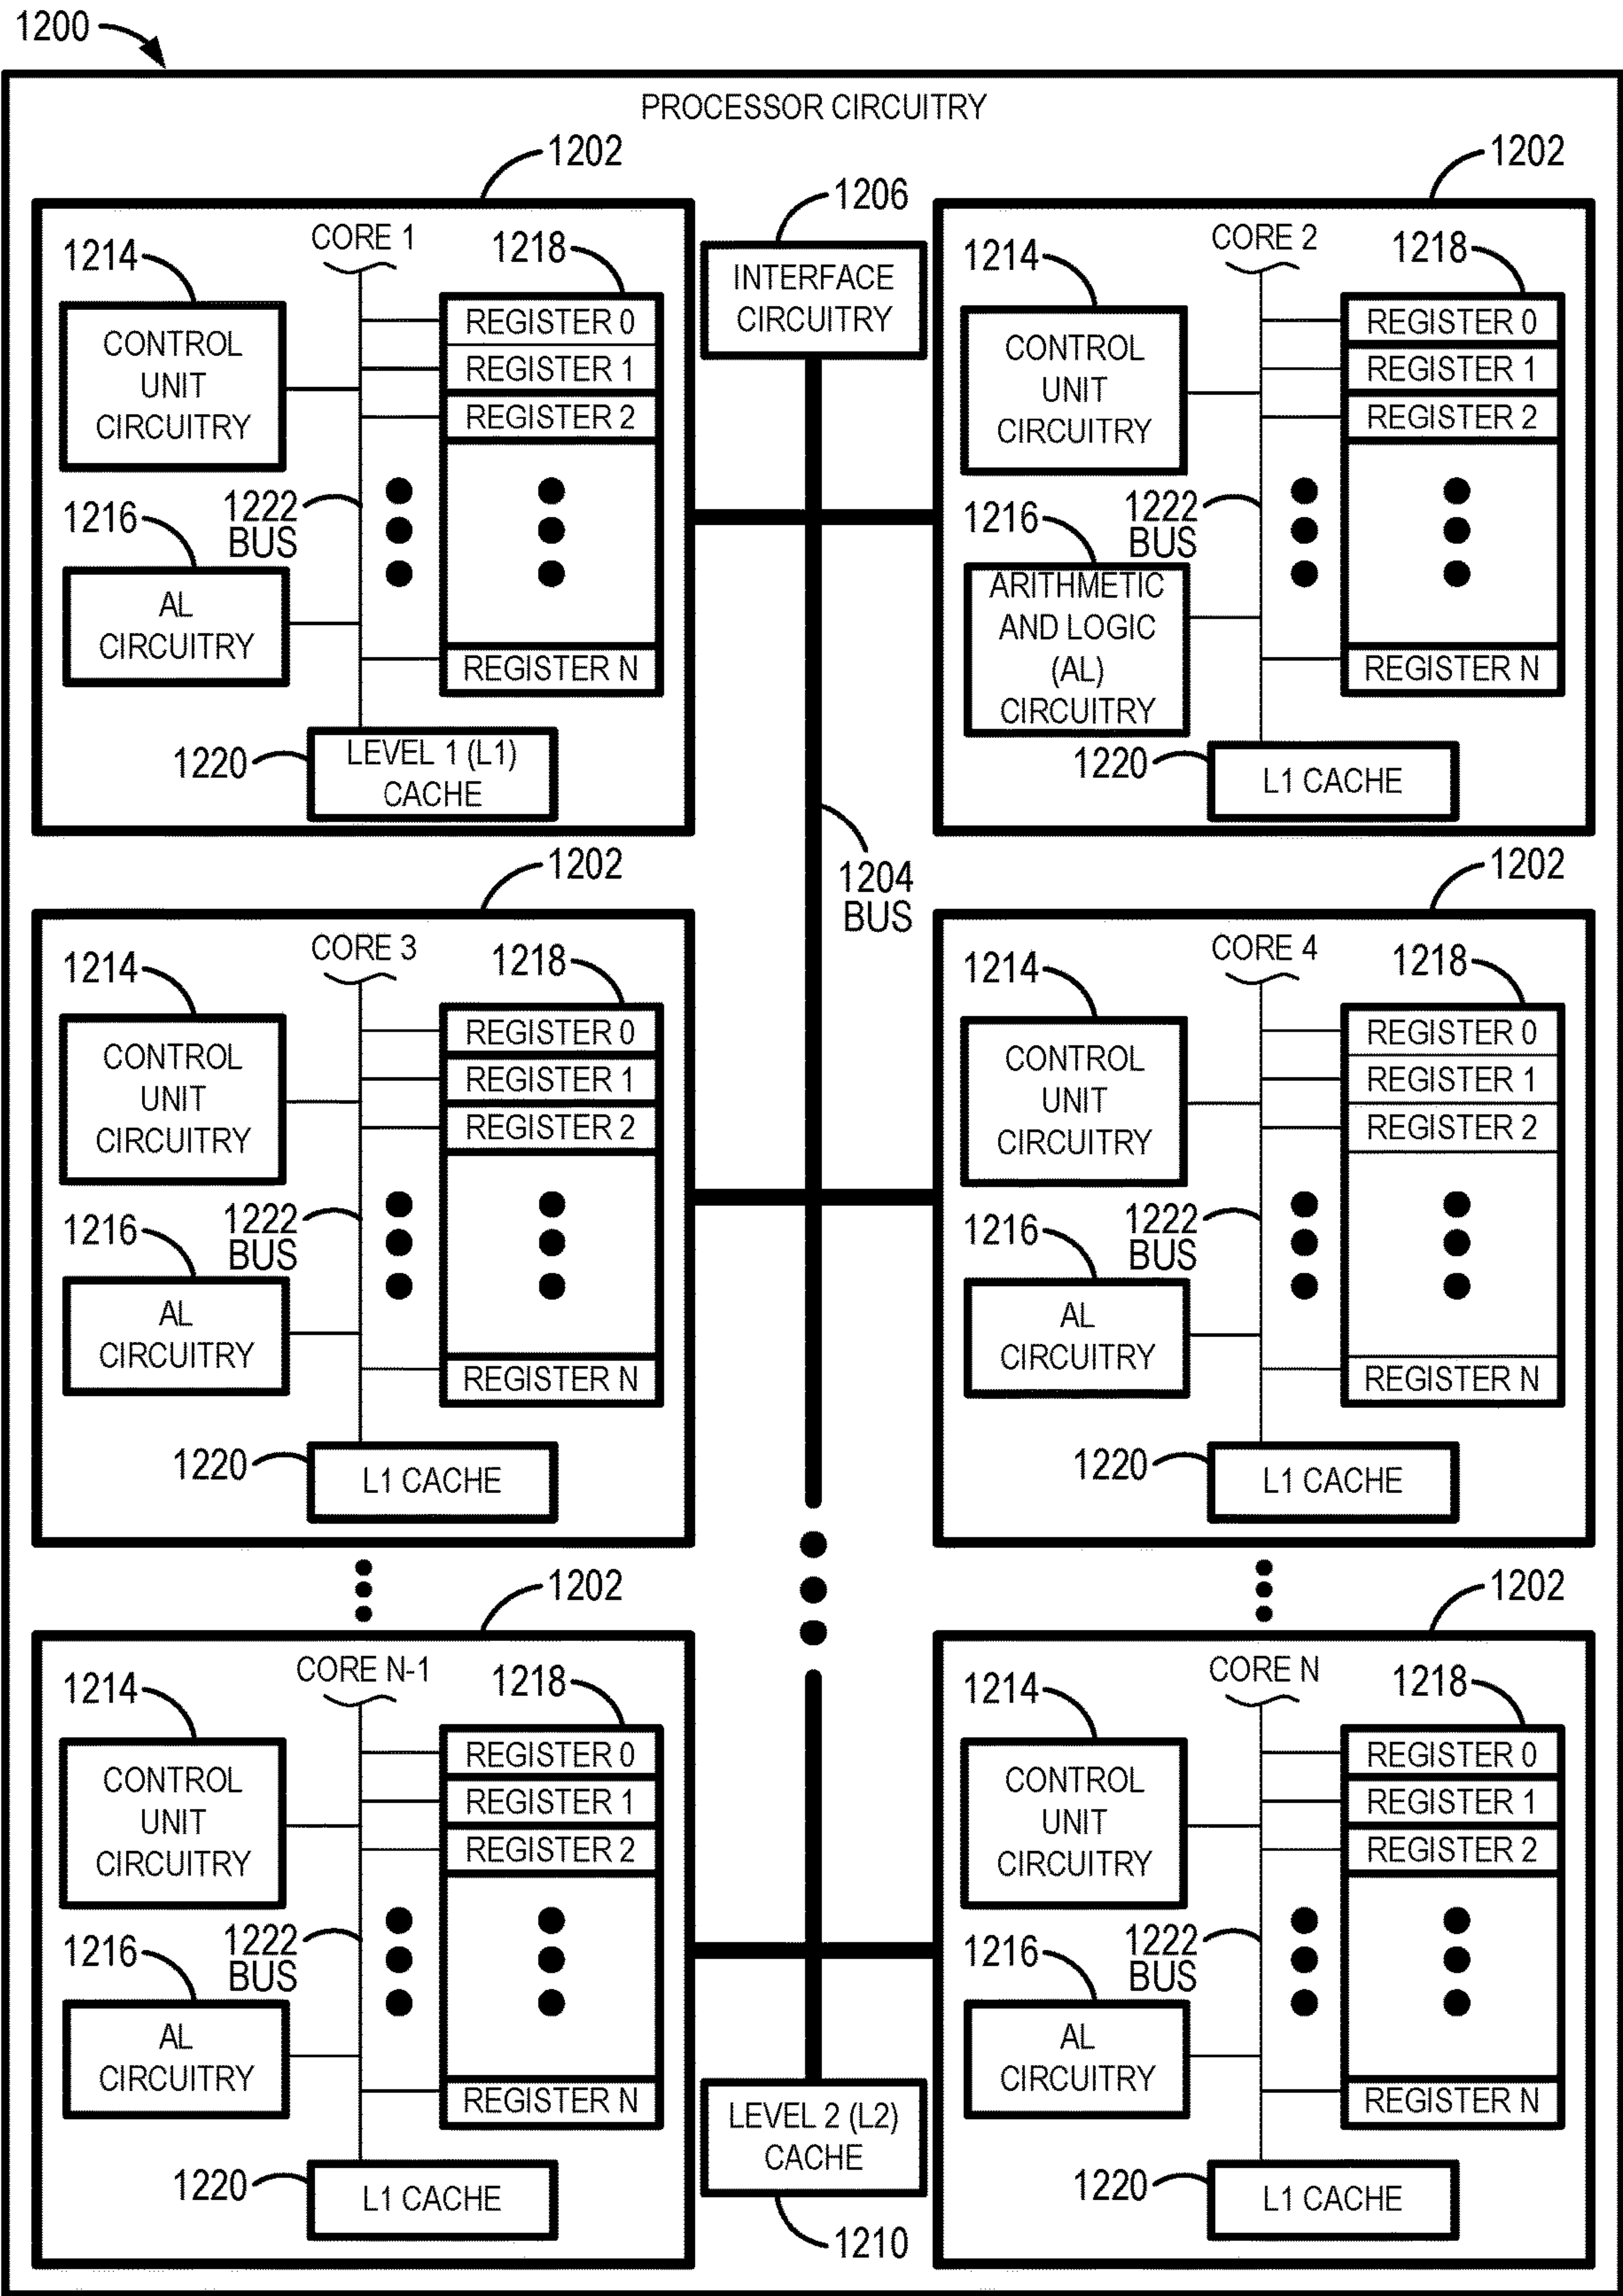 1200
PROCESSOR CIRCUITRY
1202
CORE 1
1214
1218
CONTROL
UNIT
CIRCUITRY
REGISTER 0
REGISTER 1
REGISTER 2
1216
1222
BUS
AL
CIRCUITRY
REGISTER N
1220
LEVEL 1 (L1)
CACHE
1206
INTERFACE
CIRCUITRY
1202
CORE 2
1214
1218
CONTROL
UNIT
CIRCUITRY
REGISTER 0
REGISTER 1
REGISTER 2
1216
1222
BUS
ARITHMETIC
AND LOGIC
(AL)
CIRCUITRY
REGISTER N
1220
L1 CACHE
1204
BUS
1202
CORE 3
1214
1218
CONTROL
UNIT
CIRCUITRY
REGISTER 0
REGISTER 1
REGISTER 2
1216
1222
BUS
AL
CIRCUITRY
REGISTER N
1220
L1 CACHE
1202
CORE 4
1214
1218
CONTROL
UNIT
CIRCUITRY
REGISTER 0
REGISTER 1
REGISTER 2
1216
1222
BUS
AL
CIRCUITRY
REGISTER N
1220
L1 CACHE
1202
CORE N-1
1214
1218
CONTROL
UNIT
CIRCUITRY
REGISTER 0
REGISTER 1
REGISTER 2
1216
1222
BUS
AL
CIRCUITRY
REGISTER N
1220
L1 CACHE
LEVEL 2 (L2)
CACHE
1210
1202
CORE N
1214
1218
CONTROL
UNIT
CIRCUITRY
REGISTER 0
REGISTER 1
REGISTER 2
1216
1222
BUS
AL
CIRCUITRY
REGISTER N
1220
L1 CACHE